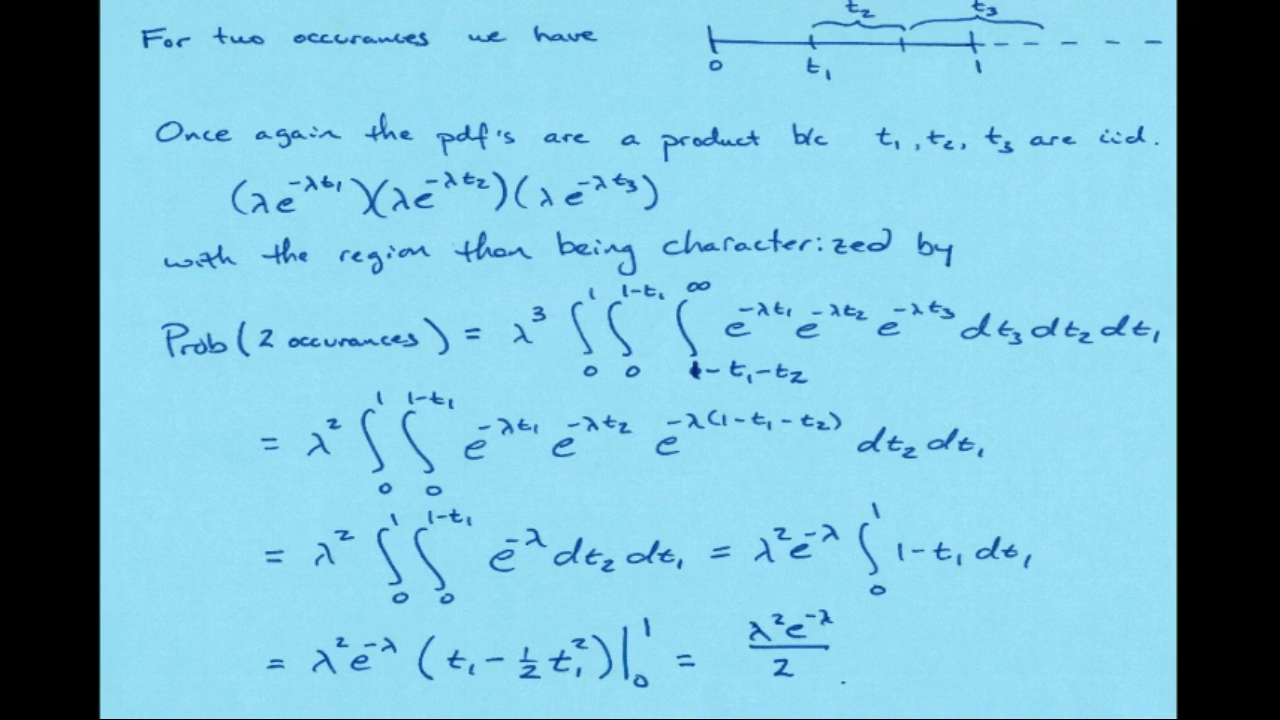 For two occurances we have
t₂ t₃
0 t₁ 1
Once again the pdf's are a product b/c t₁, t₂, t₃ are iid.
(λe^{-λt₁})(λe^{-λt₂})(λe^{-λt₃})
with the region then being characterized by
Prob(2 occurances) = λ³ ∫₀¹ ∫₀^{1-t₁} ∫_{1-t₁-t₂}^∞ e^{-λt₁} e^{-λt₂} e^{-λt₃} dt₃ dt₂ dt₁
= λ² ∫₀¹ ∫₀^{1-t₁} e^{-λt₁} e^{-λt₂} e^{-λ(1-t₁-t₂)} dt₂ dt₁
= λ² ∫₀¹ ∫₀^{1-t₁} e^{-λ} dt₂ dt₁ = λ²e^{-λ} ∫₀¹ 1-t₁ dt₁
= λ²e^{-λ} (t₁ - ½ t₁²)|₀¹ = λ²e^{-λ}/2 .